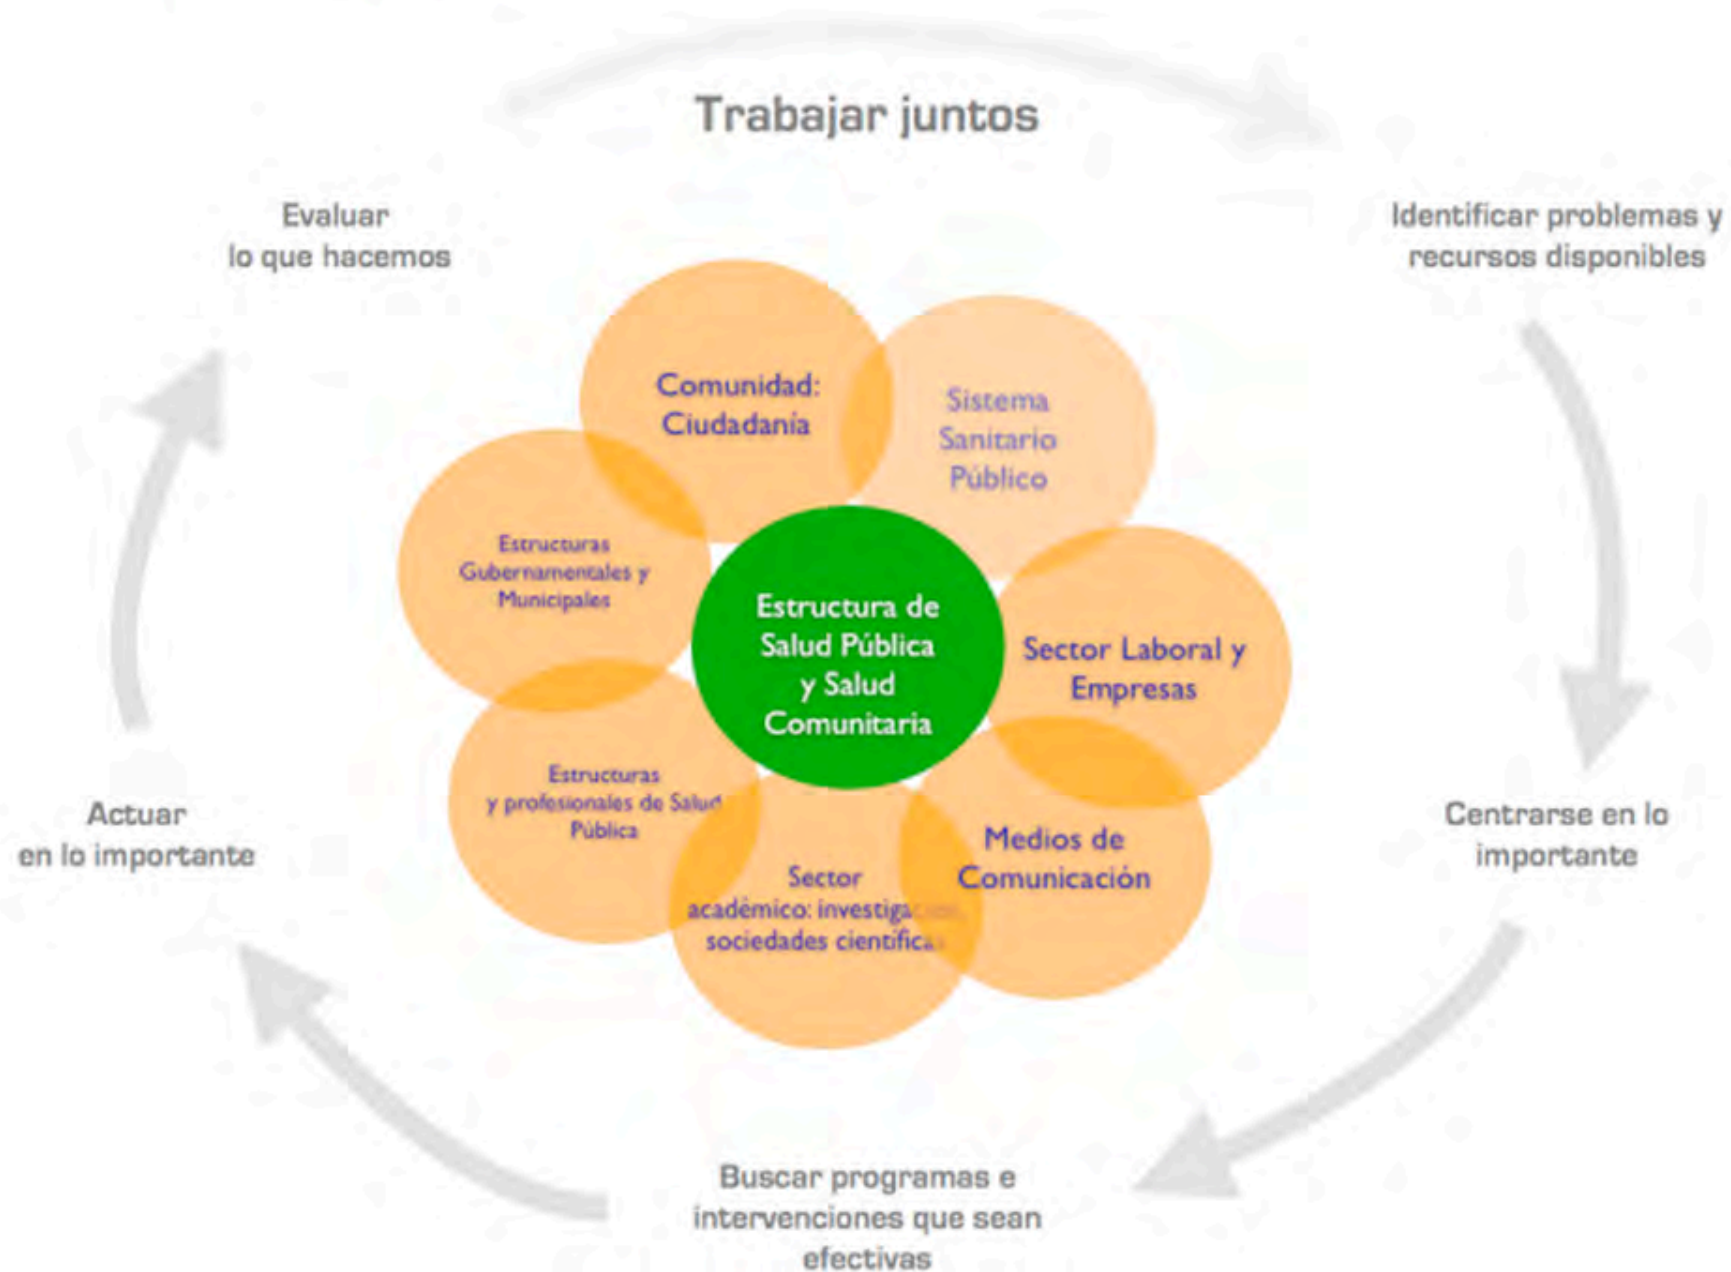 Trabajar juntos
Evaluar
lo que hacemos
Identificar problemas y
recursos disponibles
Comunidad:
Ciudadanía
Sistema
Sanitario
Público
Estructuras
Gubernamentales y
Municipales
Estructura de
Salud Pública
y Salud
Comunitaria
Sector Laboral y
Empresas
Estructuras
y profesionales de Salud
Pública
Medios de
Comunicación
Sector
académico: investigación,
sociedades científicas
Actuar
en lo importante
Centrarse en lo
importante
Buscar programas e
intervenciones que sean
efectivas